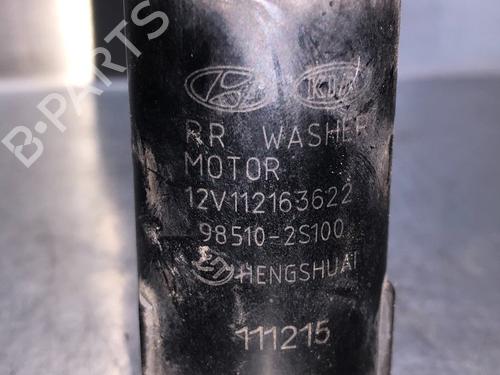 KIA
RR WASHER
MOTOR
12V112163622
98510-2S100
HENGSHUAI
111215
B-PARTS